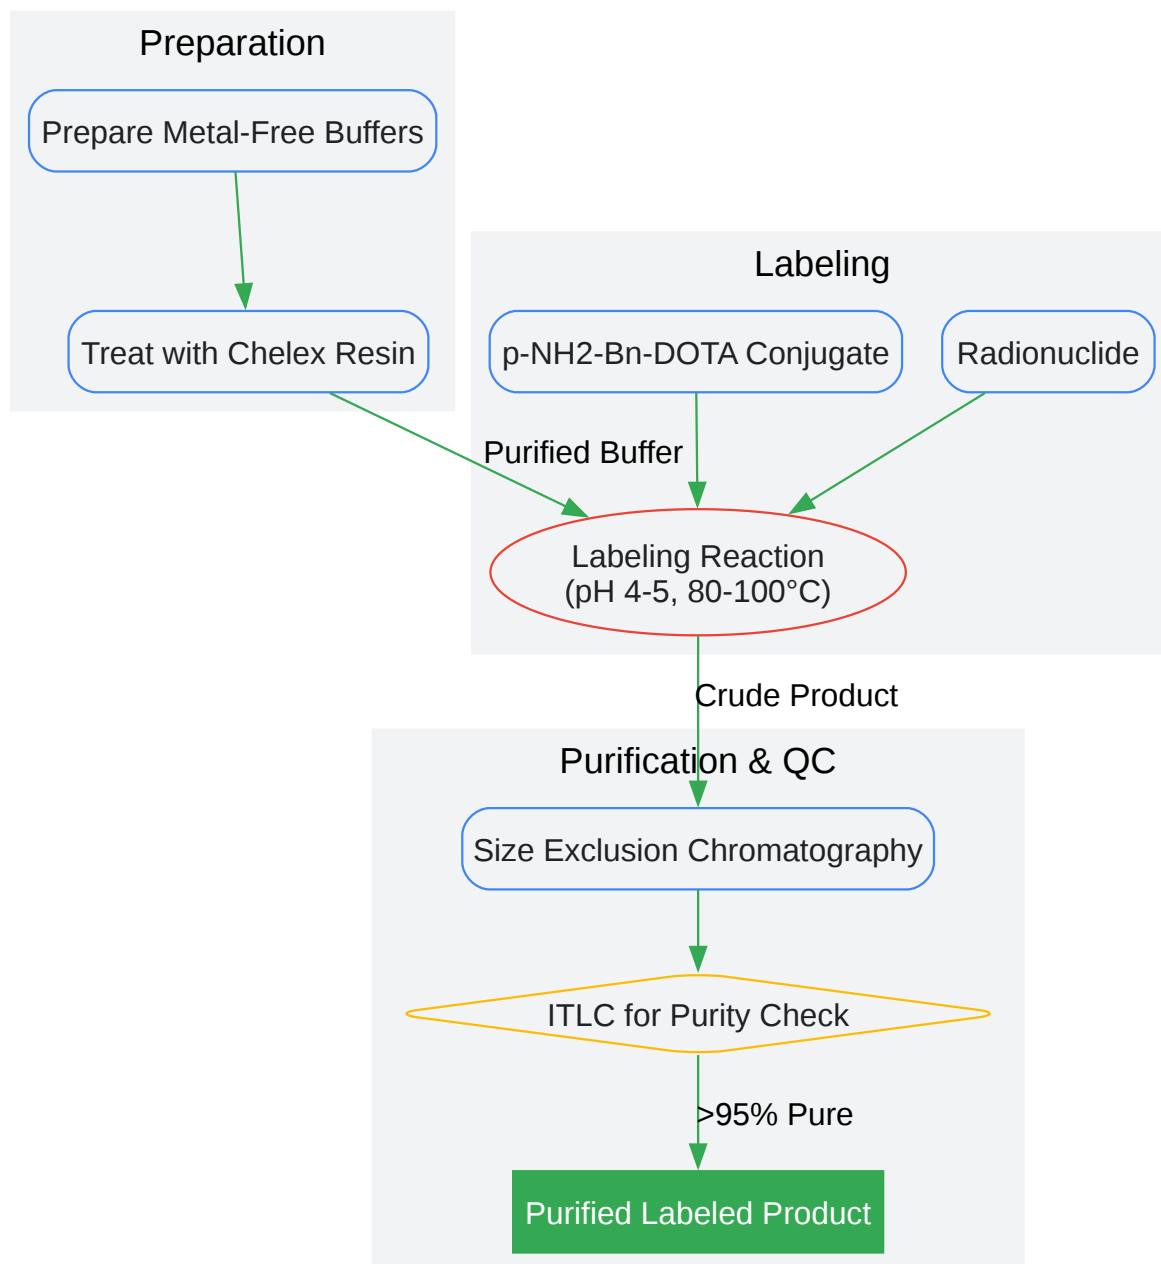 Preparation
Prepare Metal-Free Buffers
Treat with Chelex Resin
Labeling
p-NH2-Bn-DOTA Conjugate
Radionuclide
Purified Buffer
Labeling Reaction
(pH 4-5, 80-100°C)
Crude Product
Purification & QC
Size Exclusion Chromatography
ITLC for Purity Check
>95% Pure
Purified Labeled Product